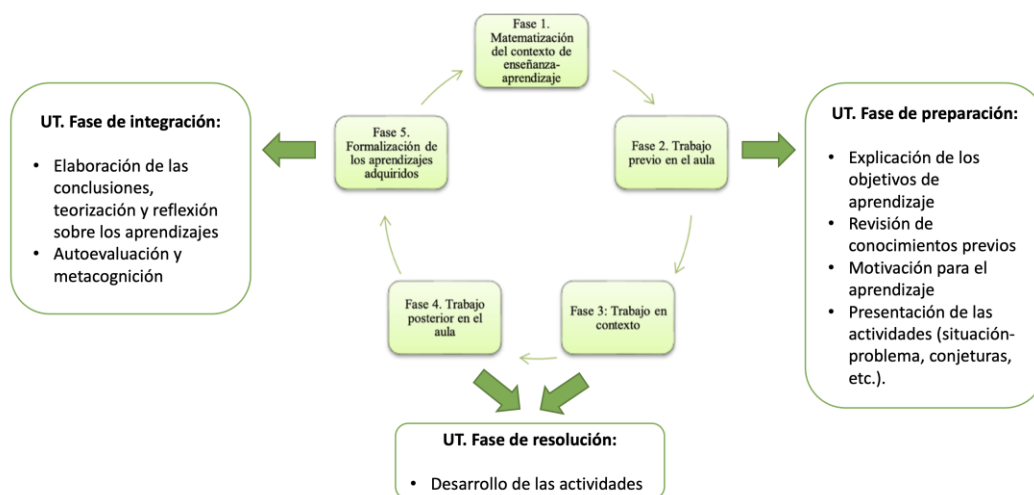 Fase 1.
Matematización
del contexto de
enseñanza-
aprendizaje
UT. Fase de integración:
• Elaboración de las
conclusiones,
teorización y reflexión
sobre los aprendizajes
• Autoevaluación y
metacognición
Fase 5.
Formalización de
los aprendizajes
adquiridos
Fase 2. Trabajo
previo en el aula
UT. Fase de preparación:
• Explicación de los
objetivos de
aprendizaje
• Revisión de
conocimientos previos
• Motivación para el
aprendizaje
• Presentación de las
actividades (situación-
problema, conjeturas,
etc.).
Fase 4. Trabajo
posterior en el
aula
Fase 3: Trabajo en
contexto
UT. Fase de resolución:
• Desarrollo de las actividades